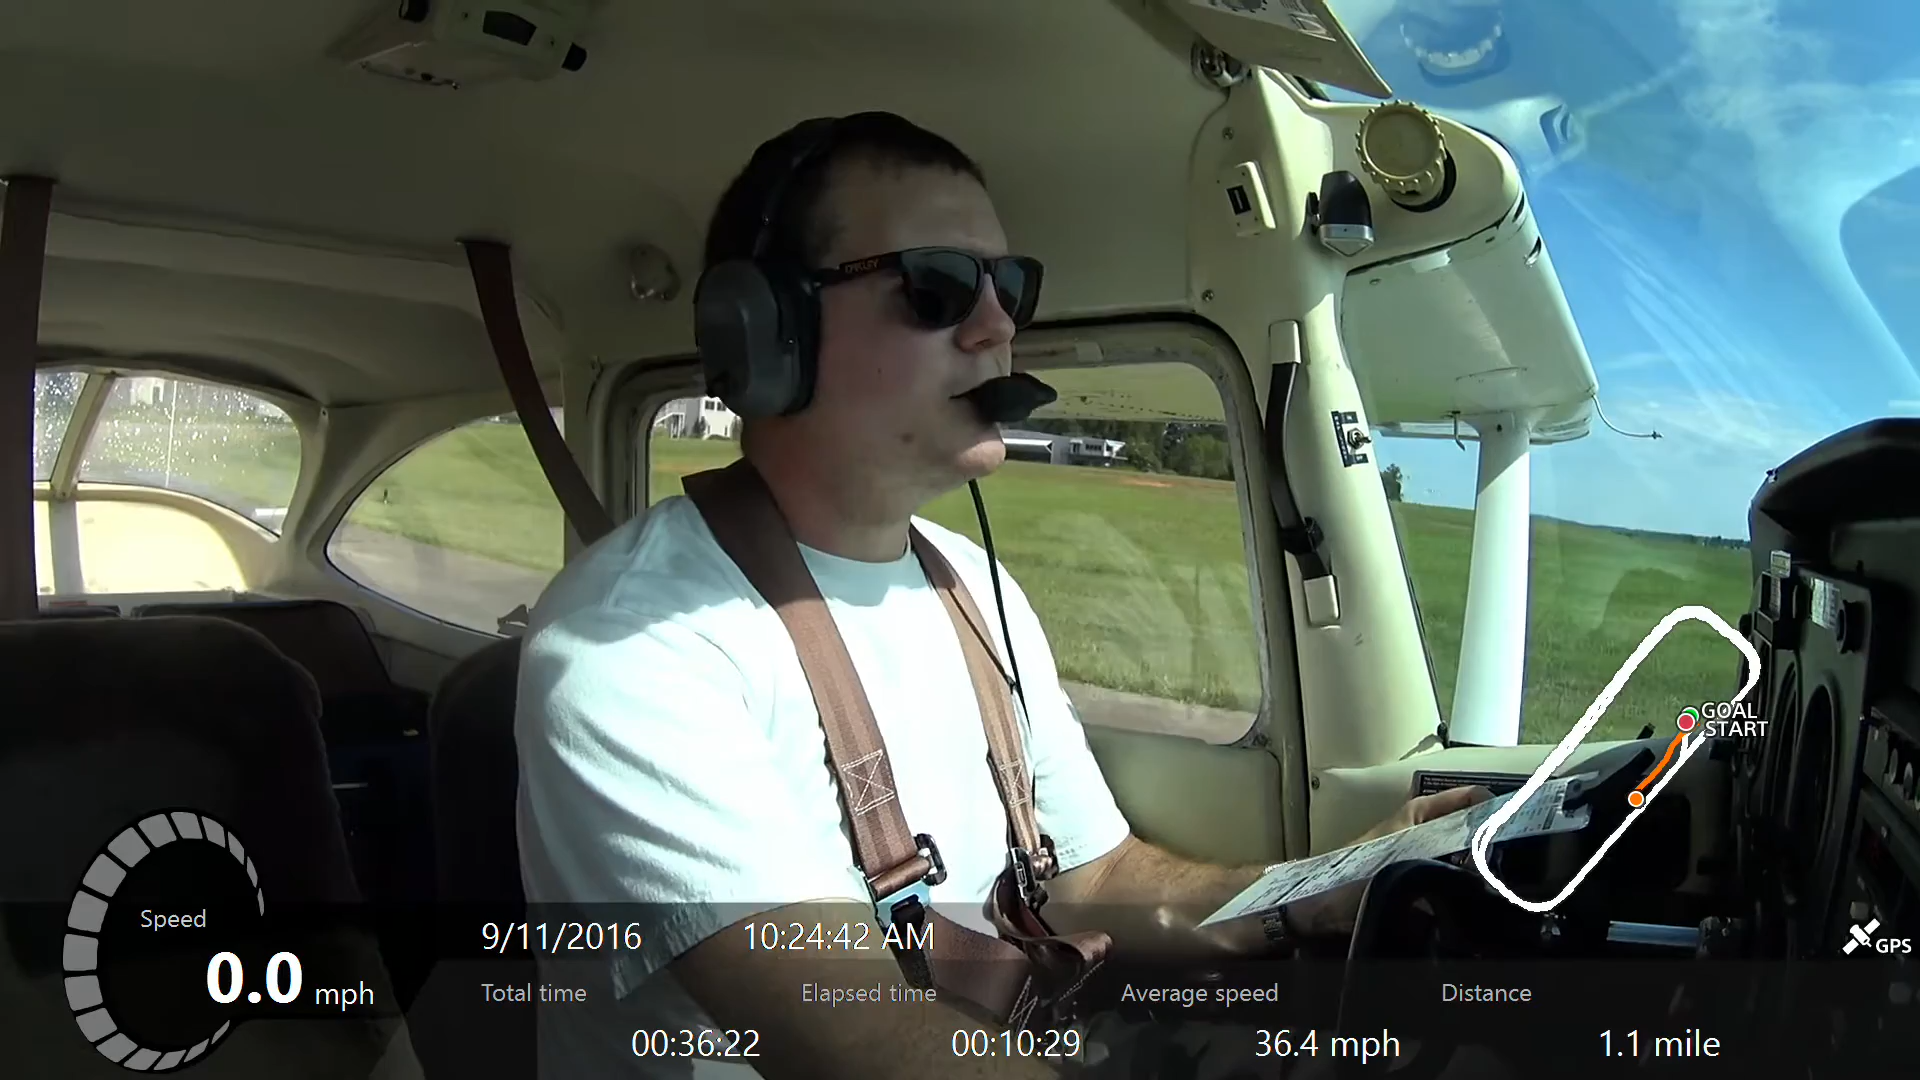 OAKLEY
GOAL
START
Speed
0.0 mph
9/11/2016
10:24:42 AM
GPS
Total time
Elapsed time
Average speed
Distance
00:36:22
00:10:29
36.4 mph
1.1 mile